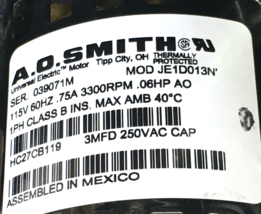 A.O.SMITH
Universal Electric™ Motor Tipp City, OH THERMALLY PROTECTED
SER. 039071M MOD JE1D013N
115V 60HZ .75A 3300RPM .06HP AO
1PH CLASS B INS. MAX AMB 40°C
3MFD 250VAC CAP
HC27CB119
ASSEMBLED IN MEXICO